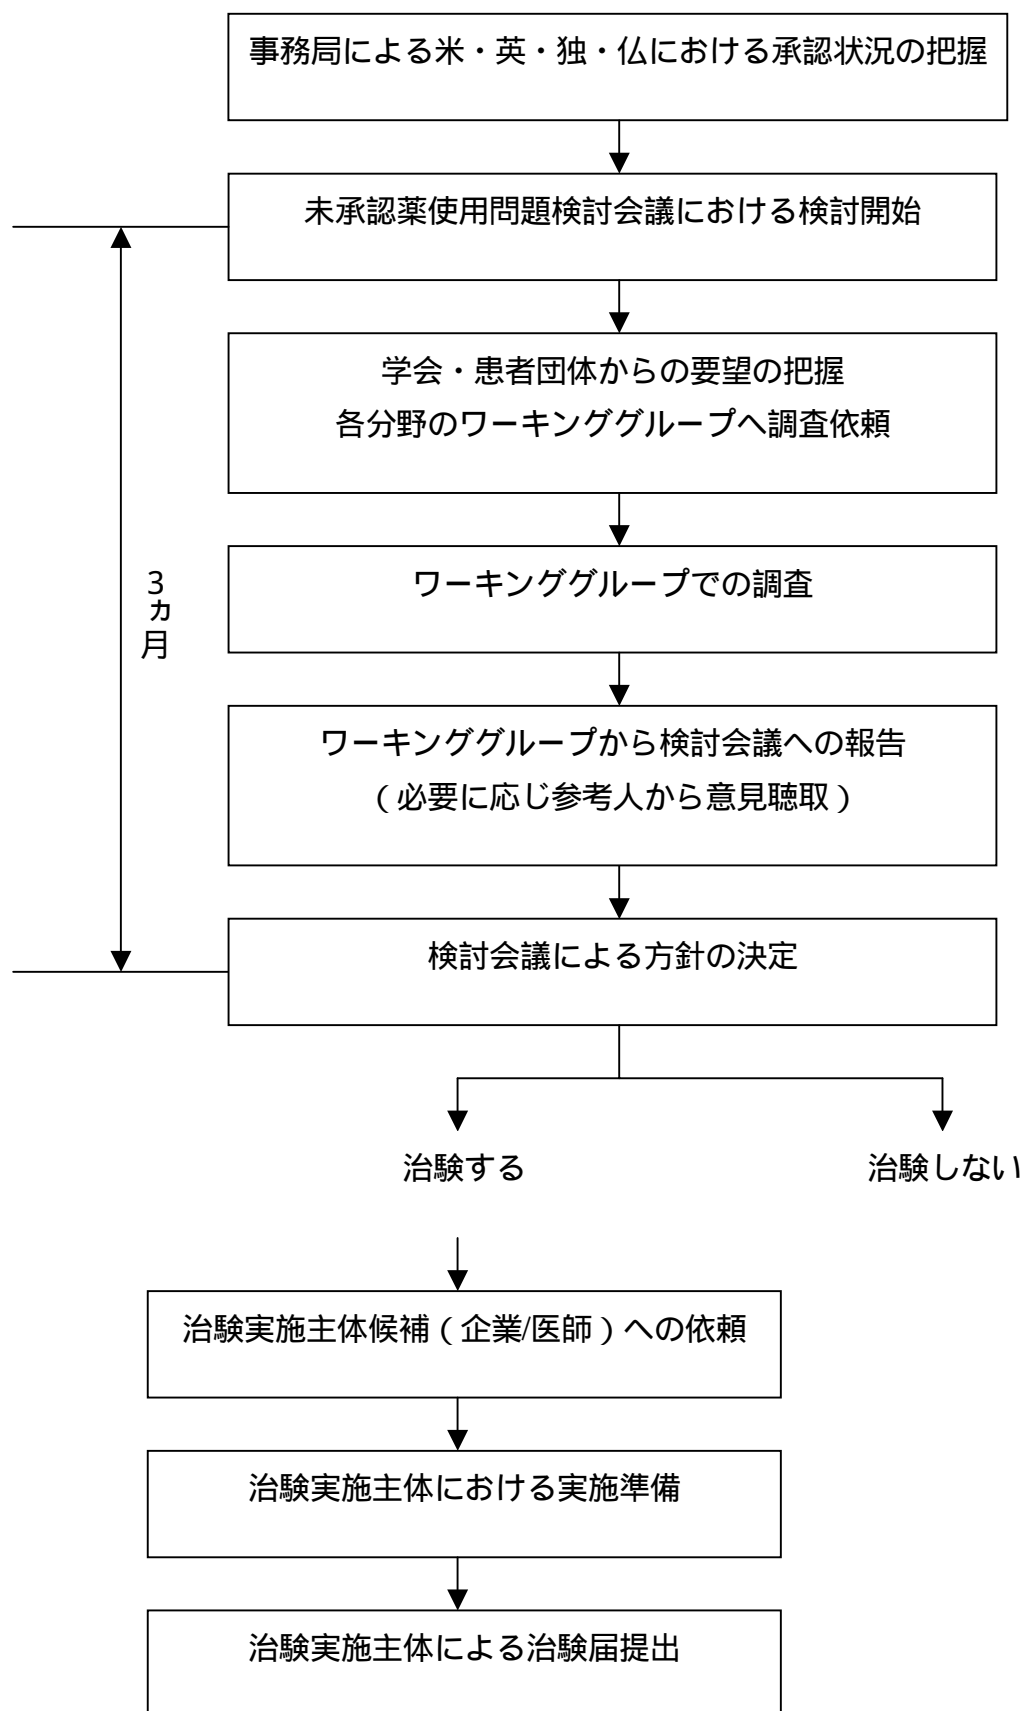 事務局による米・英・独・仏における承認状況の把握
未承認薬使用問題検討会議における検討開始
学会・患者団体からの要望の把握
各分野のワーキンググループへ調査依頼
3ヵ月
ワーキンググループでの調査
ワーキンググループから検討会議への報告
（必要に応じ参考人から意見聴取）
検討会議による方針の決定
治験する
治験しない
治験実施主体候補（企業/医師）への依頼
治験実施主体における実施準備
治験実施主体による治験届提出